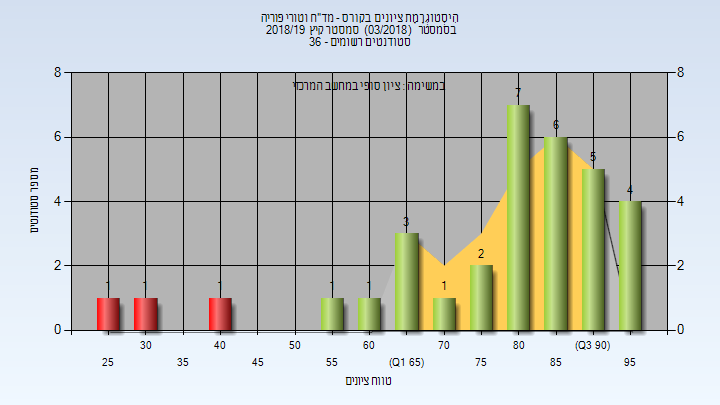 היסטוגרמת ציונים בקורס - מד"ח וטורי פוריה
בסמסטר (03/2018) סמסטר קיץ 2018/19
סטודנטים רשומים - 36
במשימה : ציון סופי במחשב המרכזי
8 8
7
6 6 6
5
4 4 4
3
2 2 2
1 1 1 1 1 1
0 0
מספר סטודנטים
30 40 50 60 70 80 (Q3 90)
25 35 45 55 (Q1 65) 75 85 95
טווח ציונים